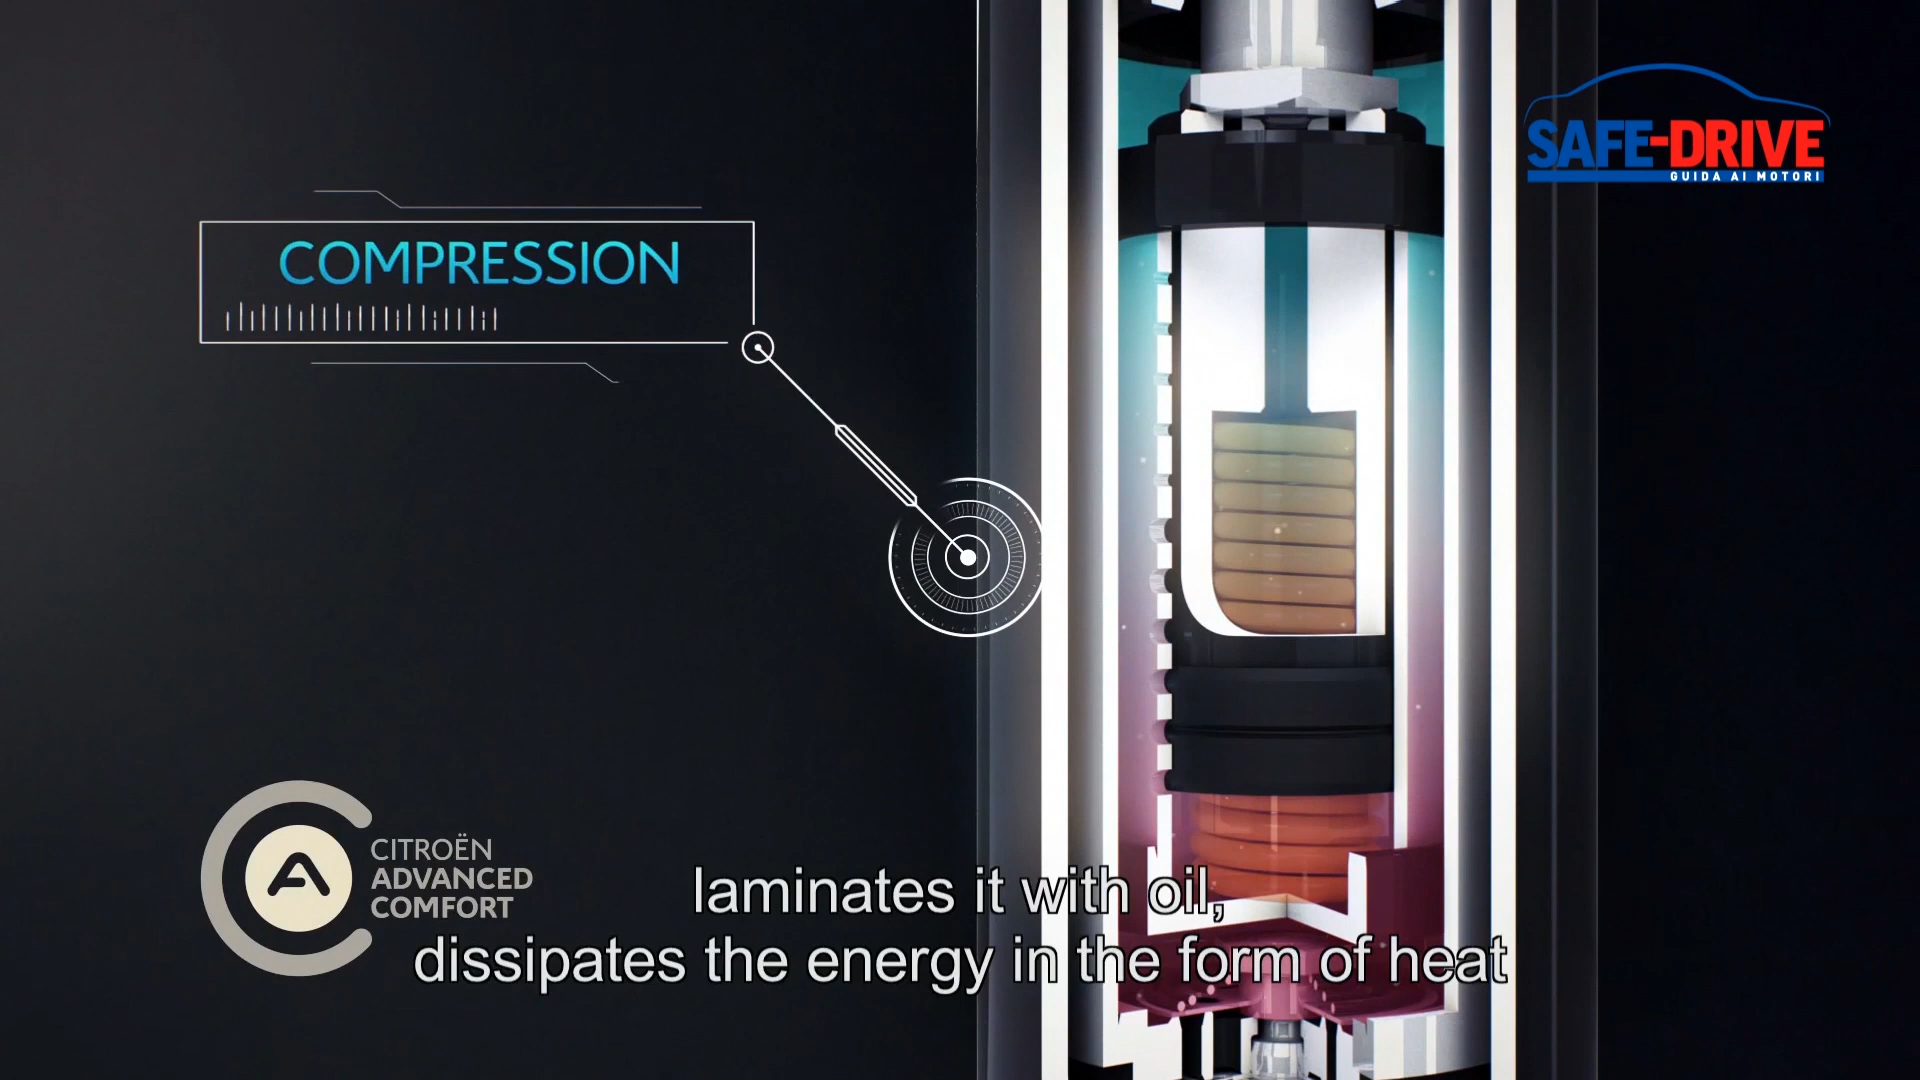 SAFE-DRIVE
GUIDA AI MOTORI
COMPRESSION
CITROËN
ADVANCED
COMFORT
laminates it with oil,
dissipates the energy in the form of heat